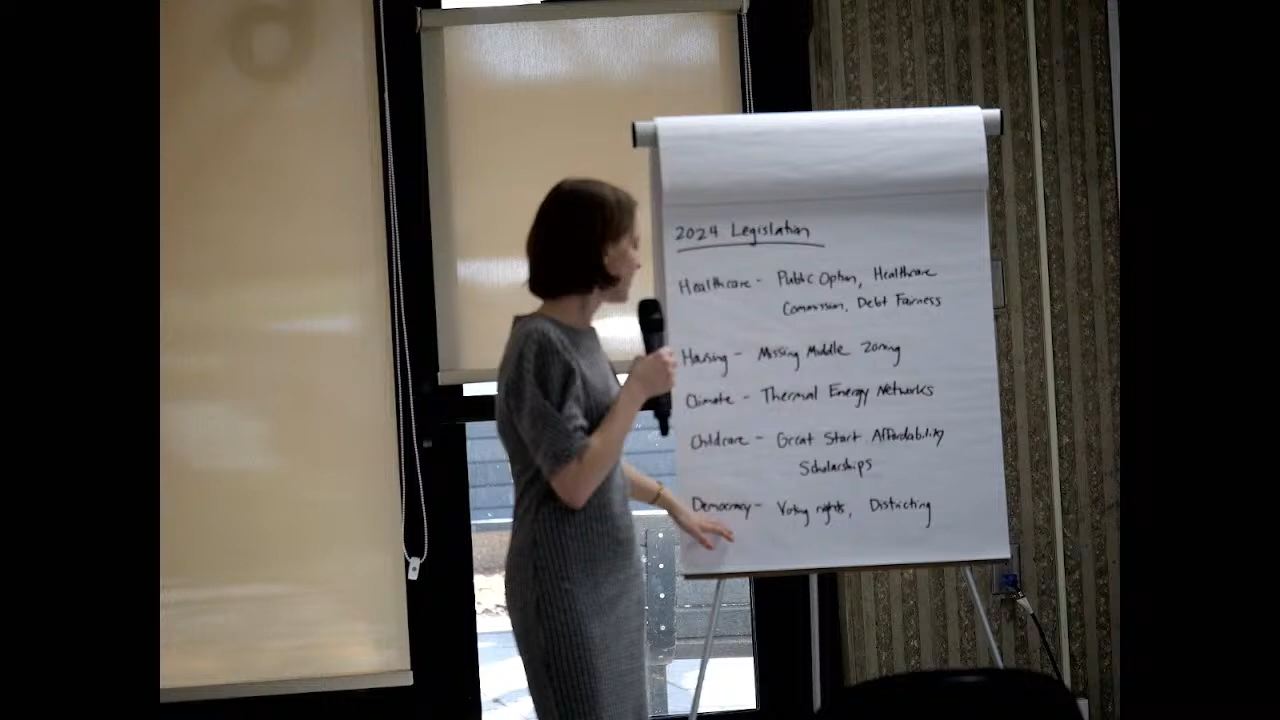 2024 Legislation
Healthcare - Public Option, Healthcare
Commission, Debt Fairness
Housing - Missing Middle Zoning
Climate - Thermal Energy Networks
Childcare - Great Start Affordability
Scholarships
Democracy - Voting rights, Districting